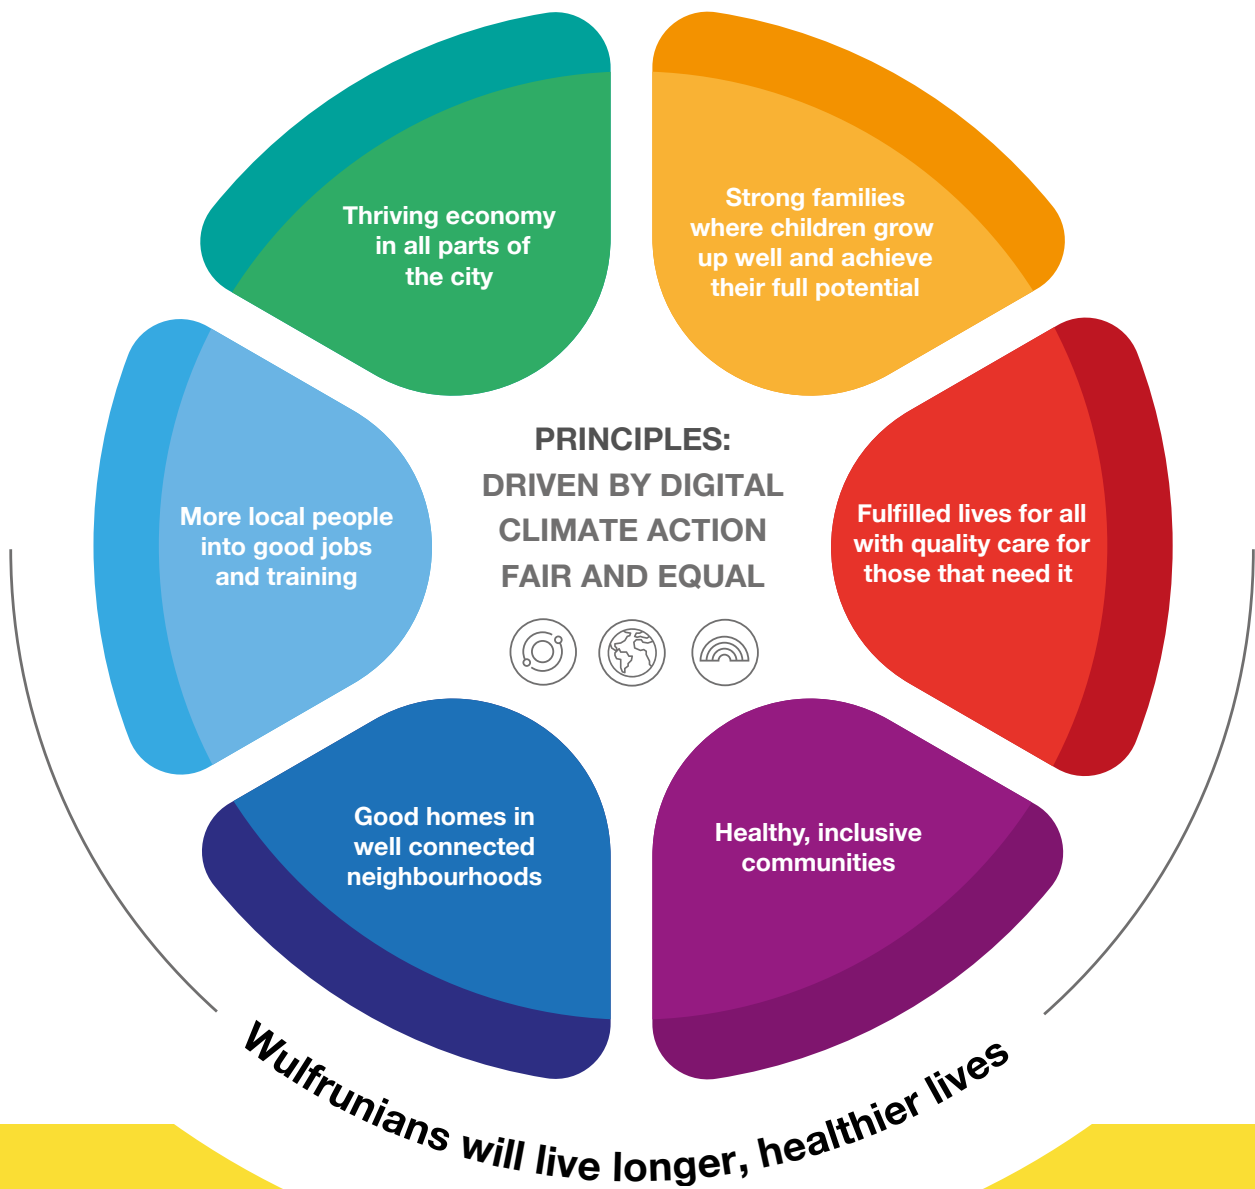 Thriving economy
in all parts of
the city
Strong families
where children grow
up well and achieve
their full potential
More local people
into good jobs
and training
PRINCIPLES:
DRIVEN BY DIGITAL
CLIMATE ACTION
FAIR AND EQUAL
Fulfilled lives for all
with quality care for
those that need it
Good homes in
well connected
neighbourhoods
Healthy, inclusive
communities
Wulfrunians will live longer, healthier lives